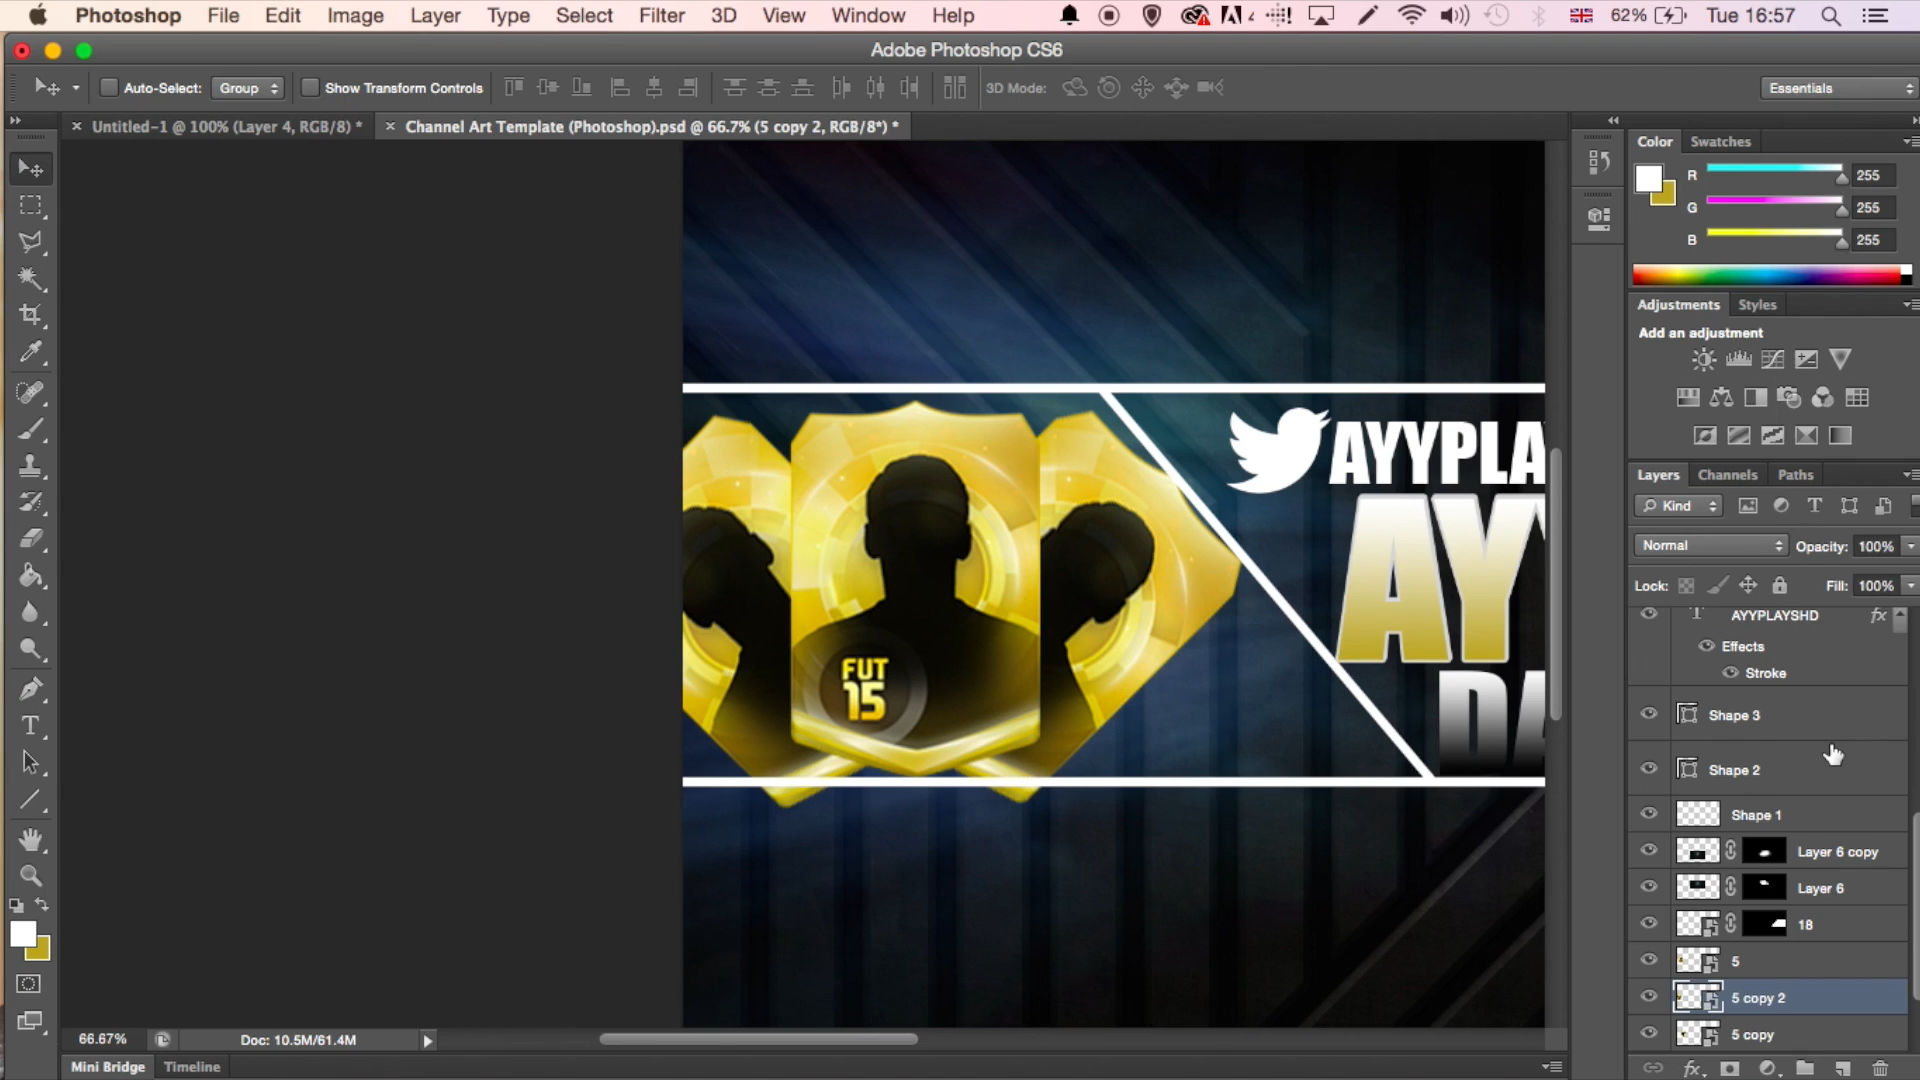 Photoshop File Edit Image Layer Type Select Filter 3D View Window Help 4 62% Tue 16:57
Adobe Photoshop CS6
Auto-Select: Group Show Transform Controls 3D Mode: Essentials
Untitled-1 @ 100% (Layer 4, RGB/8) * Channel Art Template (Photoshop).psd @ 66.7% (5 copy 2, RGB/8*) *
Color Swatches
R 255
G 255
B 255
Adjustments Styles
Add an adjustment
Layers Channels Paths
Kind
Normal Opacity: 100%
Lock: Fill: 100%
AYYPLAYSHD fx
Effects
Stroke
Shape 3
Shape 2
Shape 1
Layer 6 copy
Layer 6
18
5
5 copy 2
5 copy
AYYPLA
AYY
DA
FUT
15
66.67% Doc: 10.5M/61.4M
Mini Bridge Timeline
fx